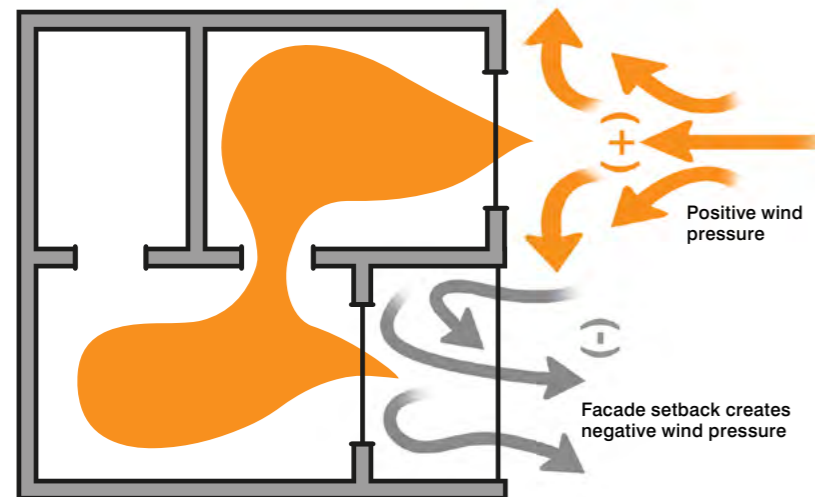 (+)
Positive wind
pressure
(-)
Facade setback creates
negative wind pressure